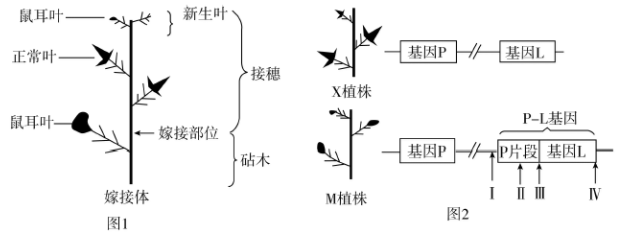 鼠耳叶
新生叶
正常叶
接穗
鼠耳叶
嫁接部位
砧木
嫁接体
图1
基因P
基因L
X植株
P-L基因
基因P
P片段
基因L
M植株
Ⅰ
Ⅱ
Ⅲ
Ⅳ
图2